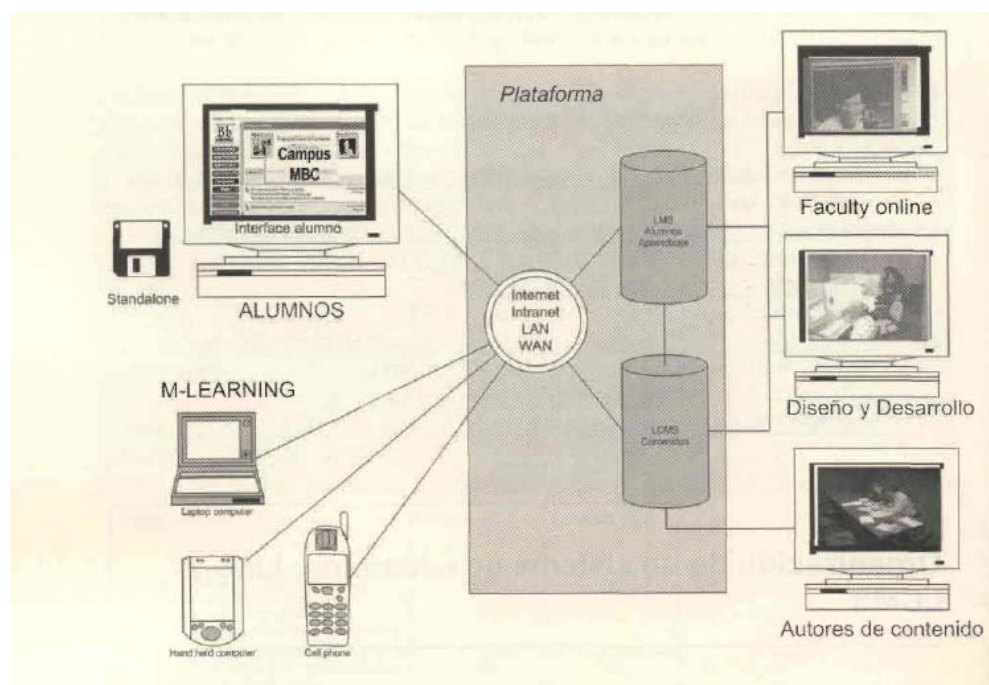 Plataforma
Bb
Campus
MBC
Interface alumno
Standalone
ALUMNOS
M-LEARNING
Laptop computer
Hand held computer
Cell phone
Internet
Intranet
LAN
WAN
LMS
Alumnos
Aprendizaje
LCMS
Contenidos
Faculty online
Diseño y Desarrollo
Autores de contenido